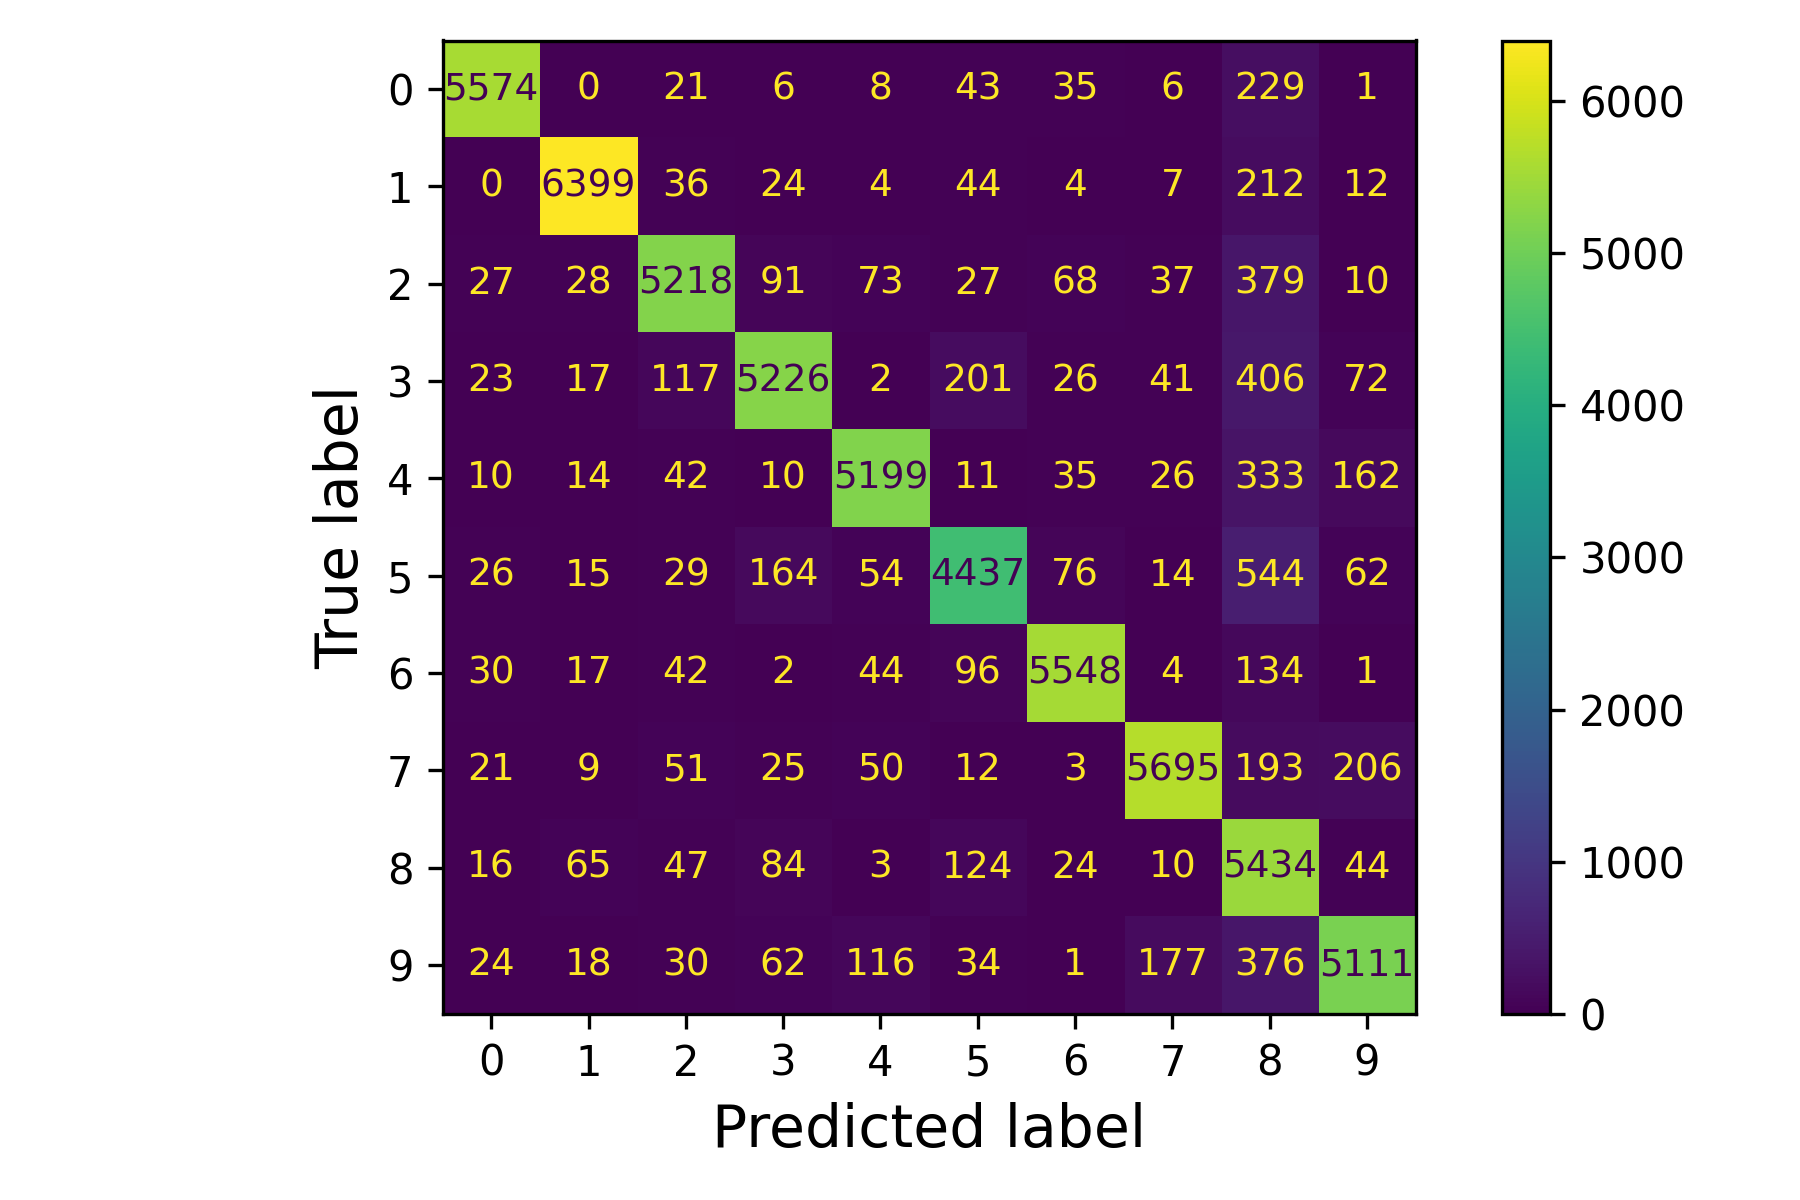 0 5574 0 21 6 8 43 35 6 229 1
1 0 6399 36 24 4 44 4 7 212 12
2 27 28 5218 91 73 27 68 37 379 10
3 23 17 117 5226 2 201 26 41 406 72
4 10 14 42 10 5199 11 35 26 333 162
5 26 15 29 164 54 4437 76 14 544 62
6 30 17 42 2 44 96 5548 4 134 1
7 21 9 51 25 50 12 3 5695 193 206
8 16 65 47 84 3 124 24 10 5434 44
9 24 18 30 62 116 34 1 177 376 5111
0 1 2 3 4 5 6 7 8 9
Predicted label
True label
6000
5000
4000
3000
2000
1000
0